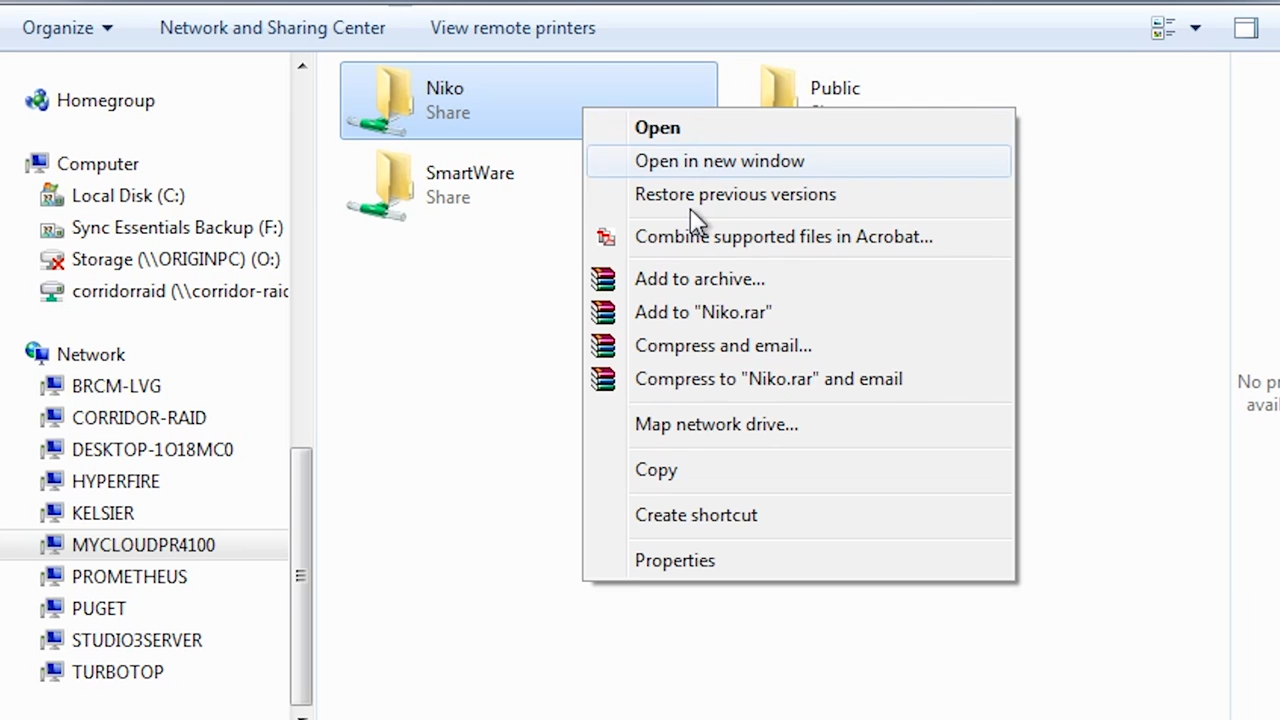 Organize
Network and Sharing Center
View remote printers
Homegroup
Computer
Local Disk (C:)
Sync Essentials Backup (F:)
Storage (\\ORIGINPC) (O:)
corridorraid (\\corridor-raid
Network
BRCM-LVG
CORRIDOR-RAID
DESKTOP-1O18MC0
HYPERFIRE
KELSIER
MYCLOUDPR4100
PROMETHEUS
PUGET
STUDIO3SERVER
TURBOTOP
Niko
Share
Public
SmartWare
Share
Open
Open in new window
Restore previous versions
Combine supported files in Acrobat...
Add to archive...
Add to "Niko.rar"
Compress and email...
Compress to "Niko.rar" and email
Map network drive...
Copy
Create shortcut
Properties
No